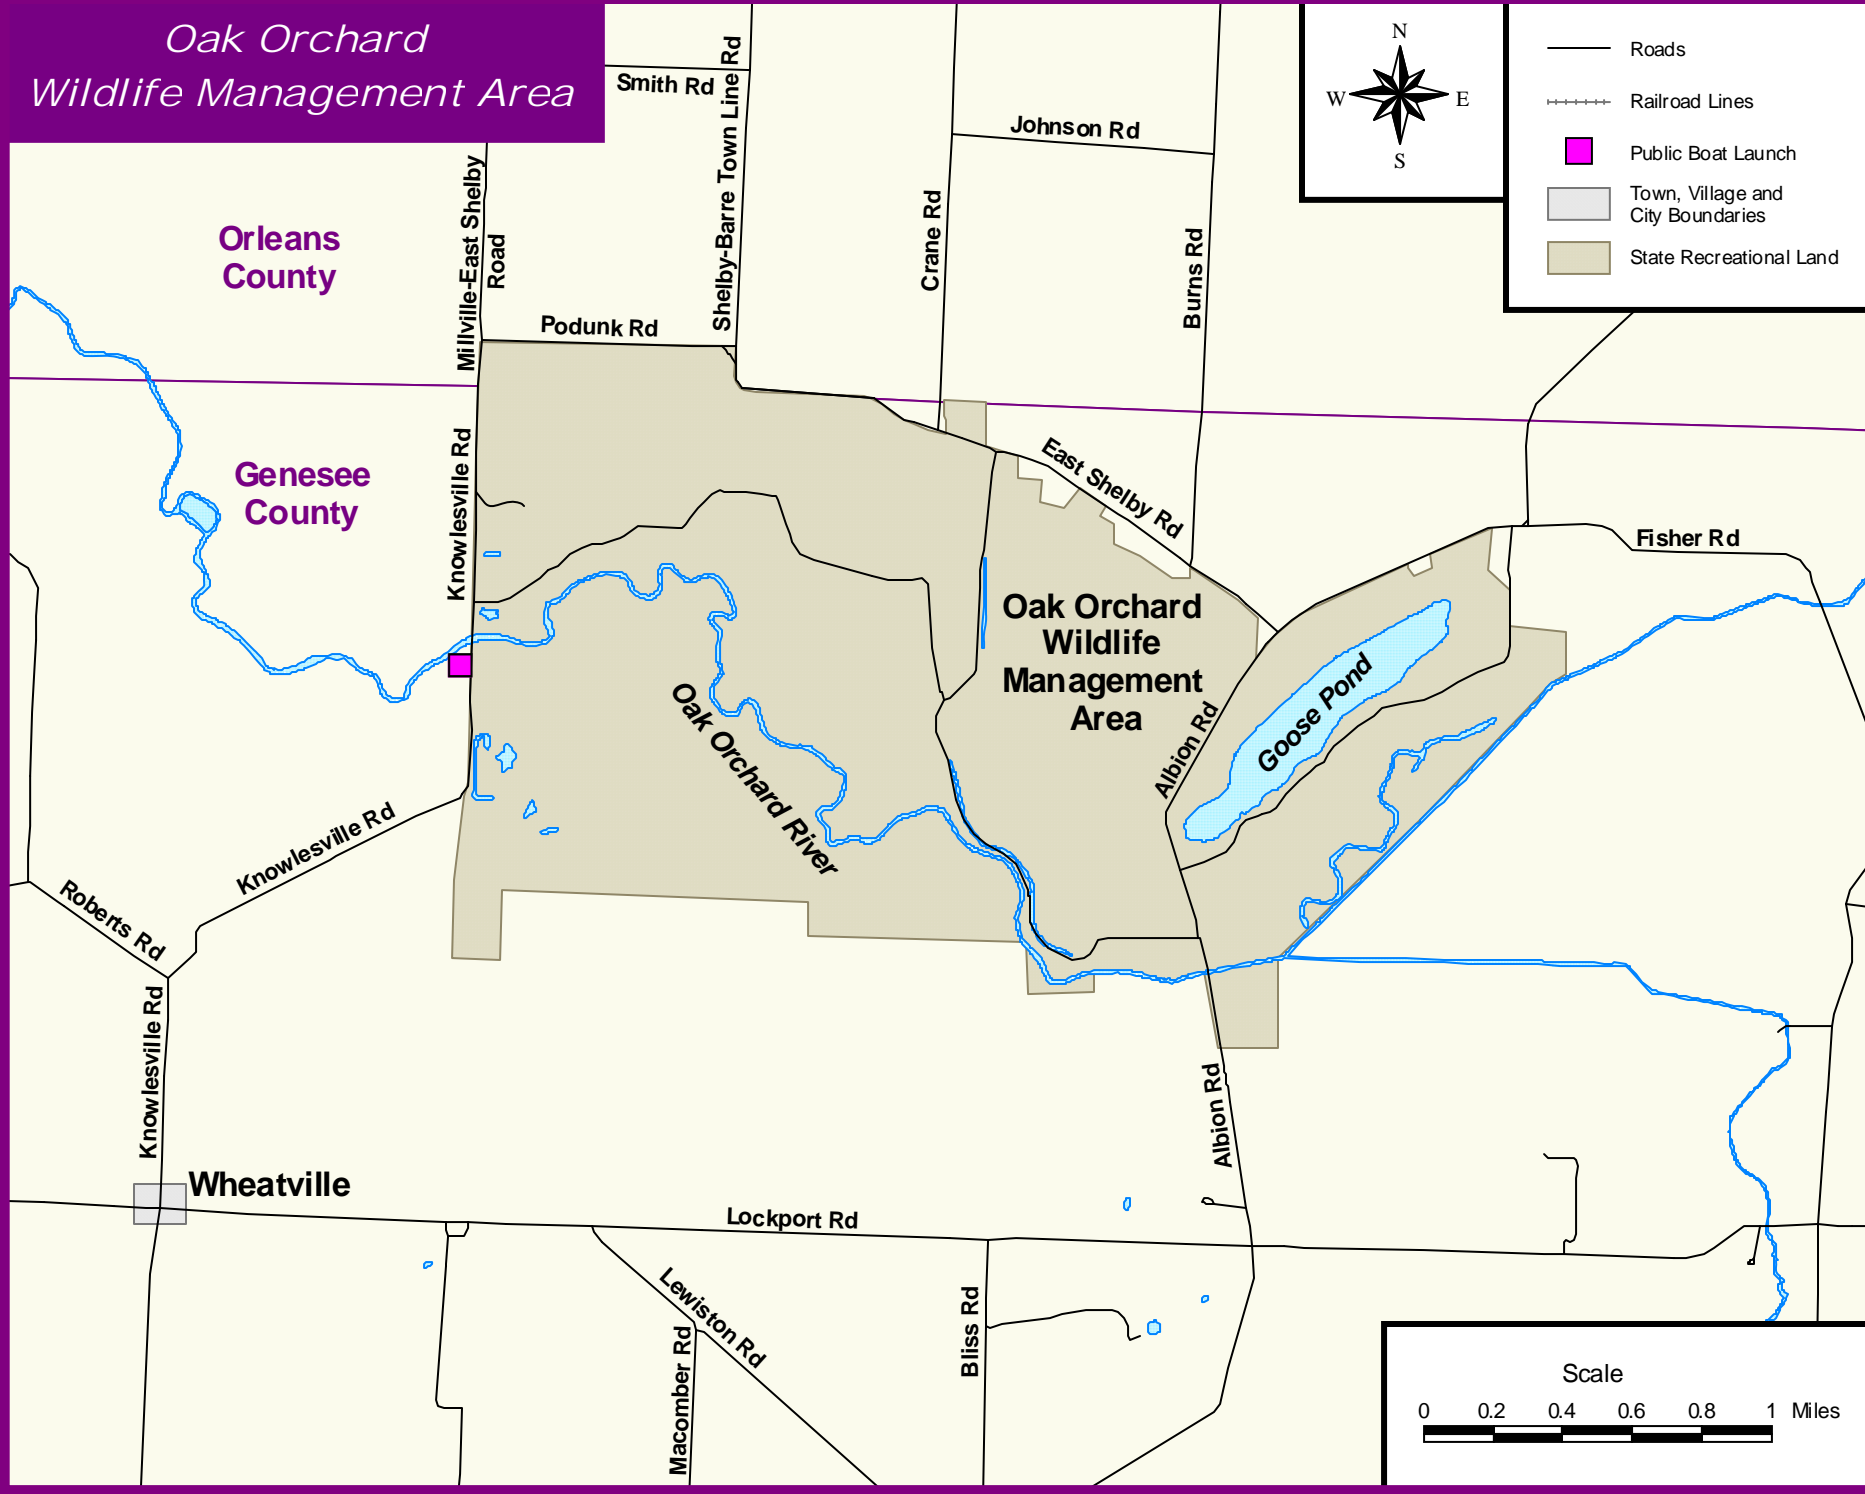 Oak Orchard
Wildlife Management Area
N
W
E
S
Roads
Railroad Lines
Public Boat Launch
Town, Village and
City Boundaries
State Recreational Land
Smith Rd
Shelby-Barre Town Line Rd
Johnson Rd
Millville-East Shelby
Road
Crane Rd
Burns Rd
Orleans
County
Podunk Rd
Genesee
County
Knowlesville Rd
East Shelby Rd
Fisher Rd
Oak Orchard
Wildlife
Management
Area
Oak Orchard River
Albion Rd
Goose Pond
Knowlesville Rd
Roberts Rd
Knowlesville Rd
Albion Rd
Wheatville
Lockport Rd
Lewiston Rd
Macomber Rd
Bliss Rd
Scale
0 0.2 0.4 0.6 0.8 1 Miles